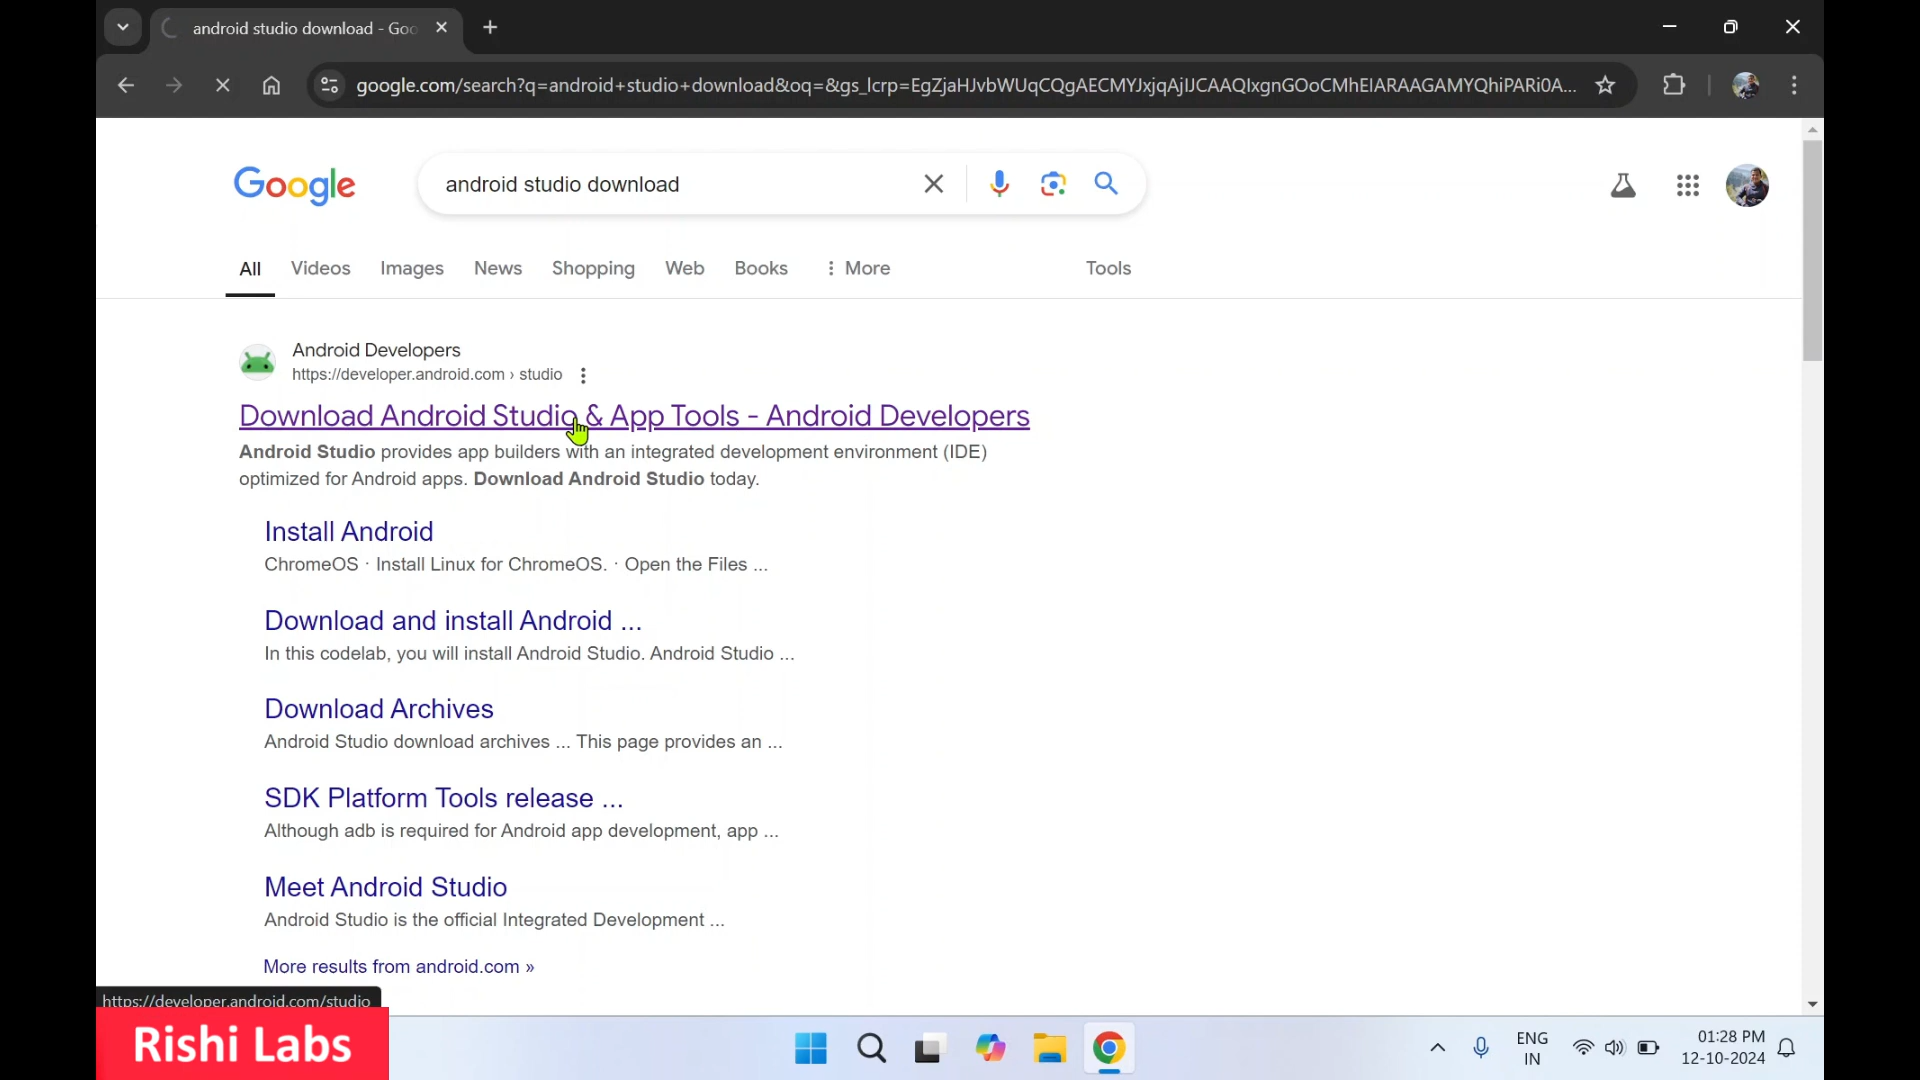 android studio download - Goo
google.com/search?q=android+studio+download&oq=&gs_lcrp=EgZjaHJvbWUqCQgAECMYJxjqAjIJCAAQIxgnGOoCMhEIARAAGAMYQhiPARi0A...
Google
android studio download
All
Videos
Images
News
Shopping
Web
Books
More
Tools
Android Developers
https://developer.android.com › studio
Download Android Studio & App Tools - Android Developers
Android Studio provides app builders with an integrated development environment (IDE)
optimized for Android apps. Download Android Studio today.
Install Android
ChromeOS · Install Linux for ChromeOS. · Open the Files ...
Download and install Android ...
In this codelab, you will install Android Studio. Android Studio ...
Download Archives
Android Studio download archives ... This page provides an ...
SDK Platform Tools release ...
Although adb is required for Android app development, app ...
Meet Android Studio
Android Studio is the official Integrated Development ...
More results from android.com »
https://developer.android.com/studio
Rishi Labs
ENG
IN
01:28 PM
12-10-2024